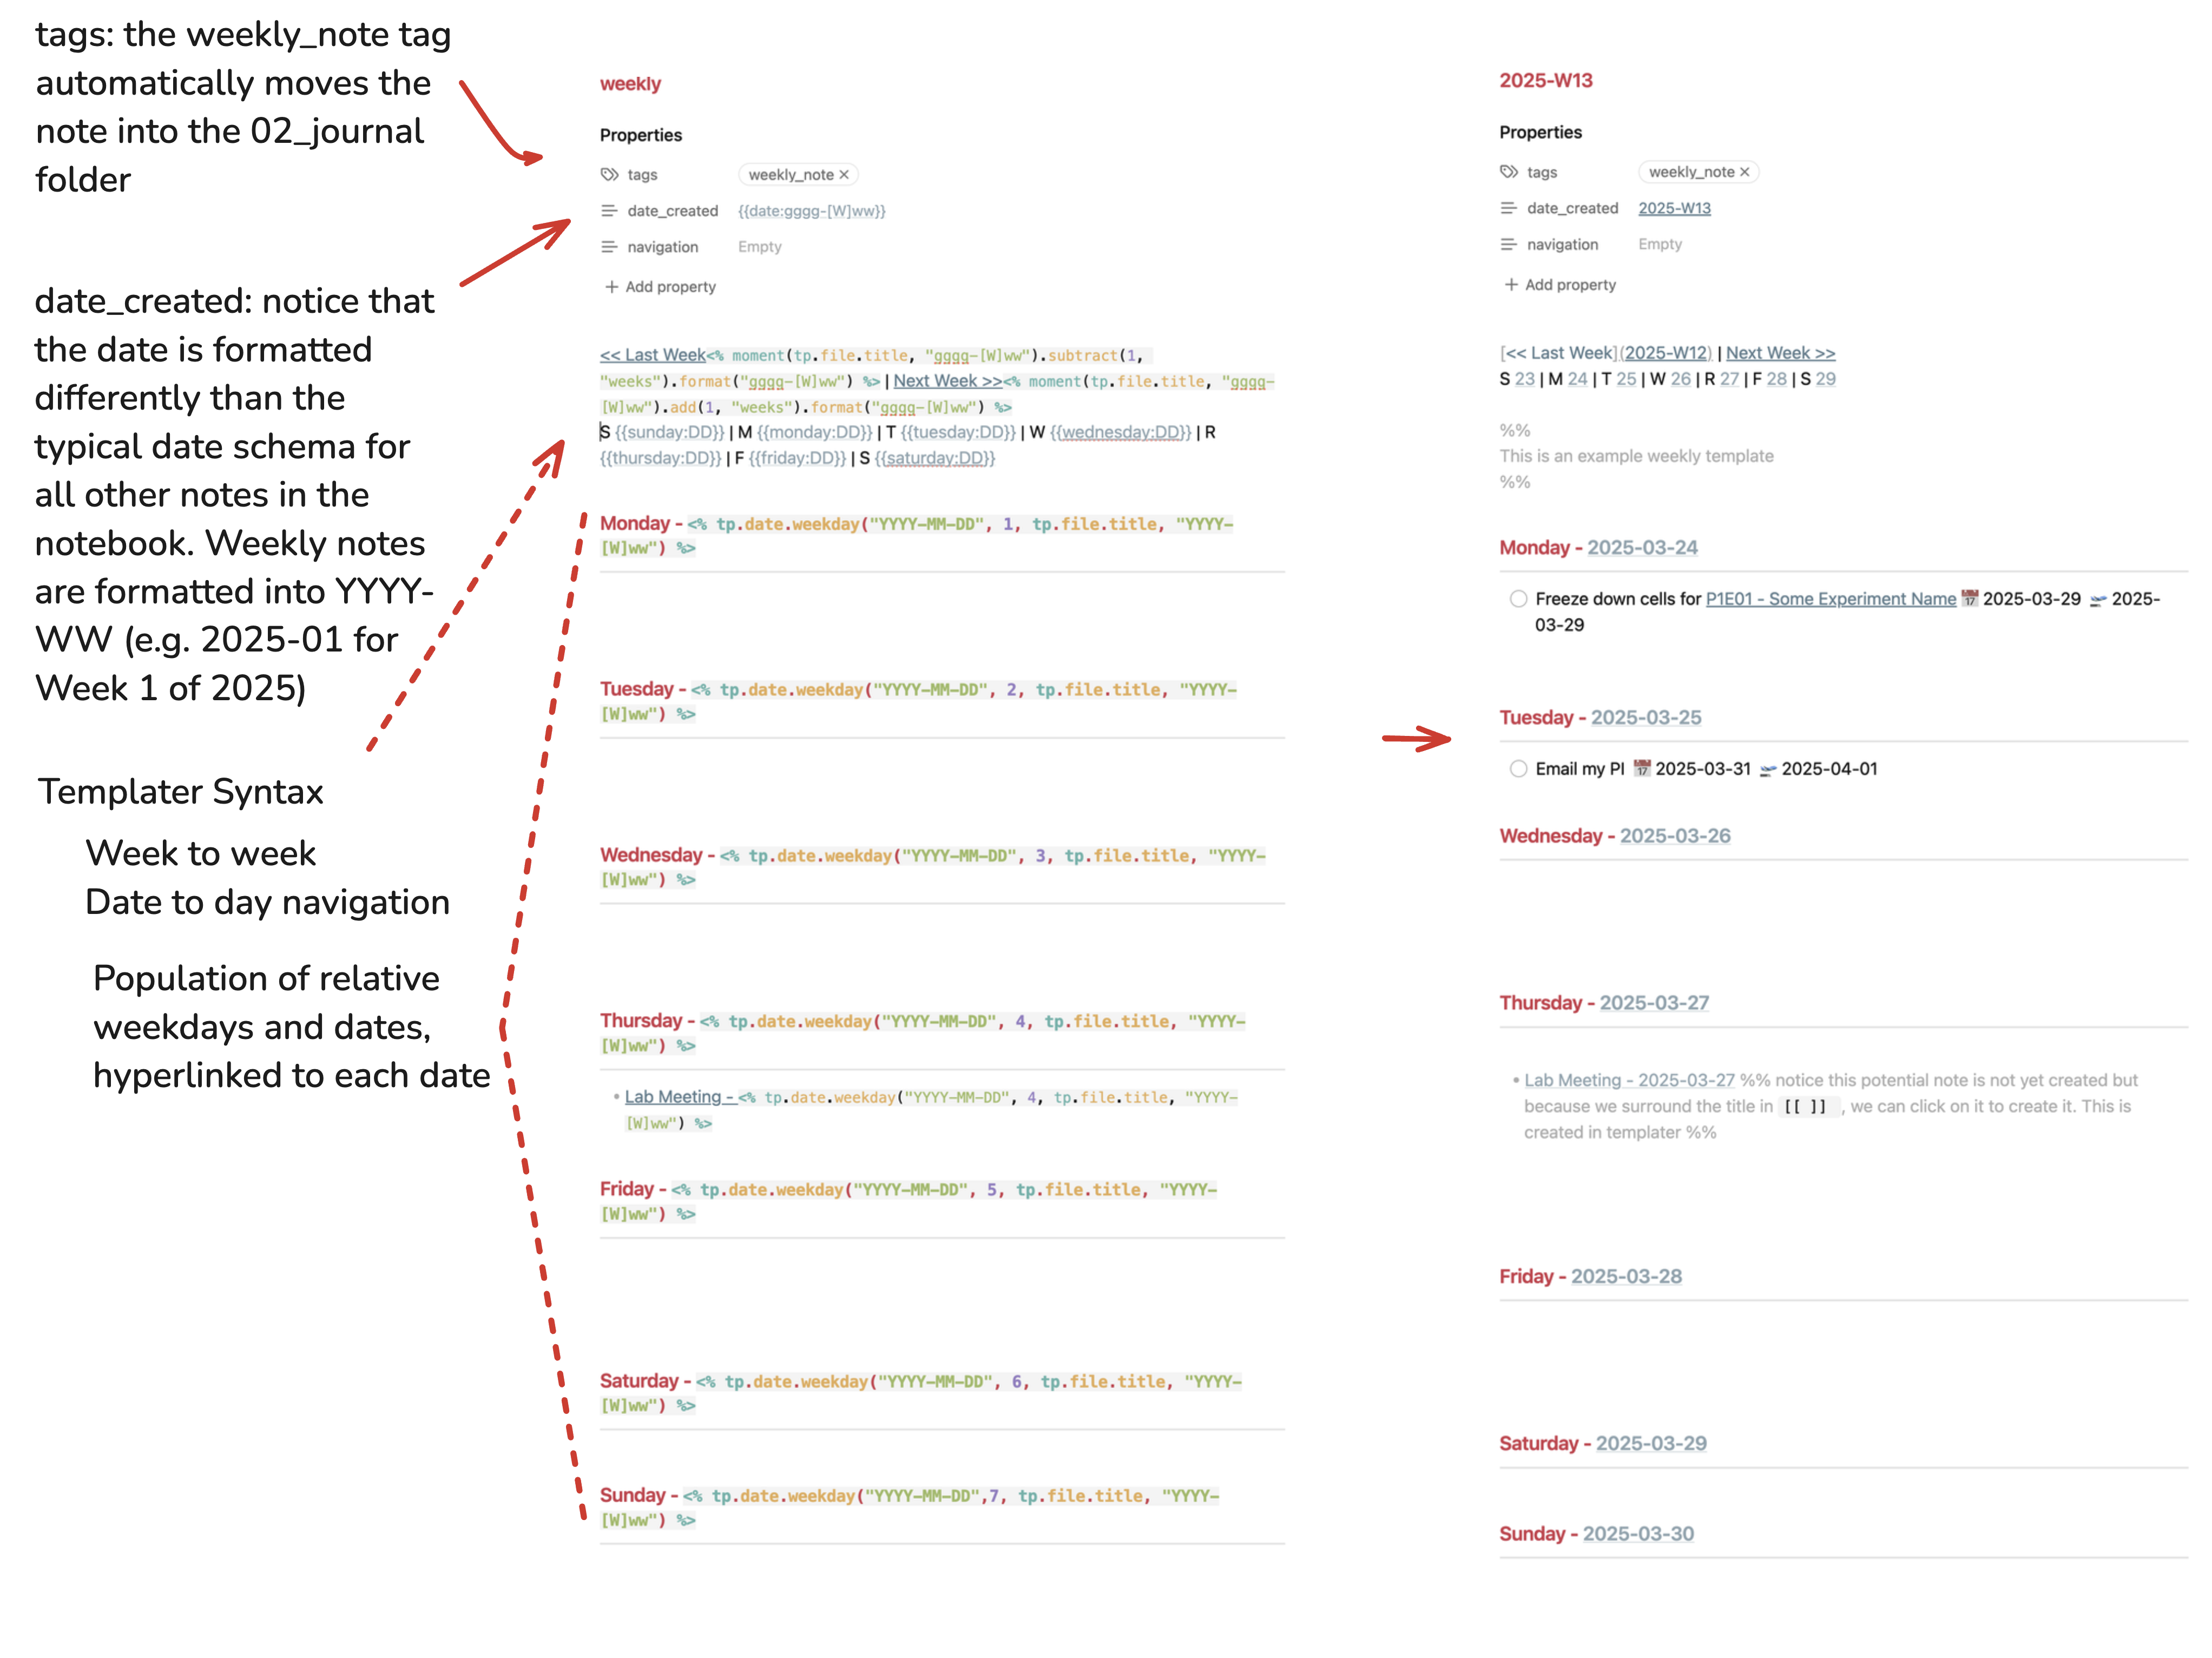 tags: the weekly_note tag
automatically moves the
note into the 02_journal
folder
date_created: notice that
the date is formatted
differently than the
typical date schema for
all other notes in the
notebook. Weekly notes
are formatted into YYYY-
WW (e.g. 2025-01 for
Week 1 of 2025)
Templater Syntax
Week to week
Date to day navigation
Population of relative
weekdays and dates,
hyperlinked to each date
weekly
Properties
tags weekly_note ×
date_created {{date:gggg-[W]ww}}
navigation Empty
+ Add property
<< Last Week<% moment(tp.file.title, "gggg-[W]ww").subtract(1,
"weeks").format("gggg-[W]ww") %> | Next Week >><% moment(tp.file.title, "gggg-
[W]ww").add(1, "weeks").format("gggg-[W]ww") %>
S {{sunday:DD}} | M {{monday:DD}} | T {{tuesday:DD}} | W {{wednesday:DD}} | R
{{thursday:DD}} | F {{friday:DD}} | S {{saturday:DD}}
Monday - <% tp.date.weekday("YYYY-MM-DD", 1, tp.file.title, "YYYY-
[W]ww") %>
Tuesday - <% tp.date.weekday("YYYY-MM-DD", 2, tp.file.title, "YYYY-
[W]ww") %>
Wednesday - <% tp.date.weekday("YYYY-MM-DD", 3, tp.file.title, "YYYY-
[W]ww") %>
Thursday - <% tp.date.weekday("YYYY-MM-DD", 4, tp.file.title, "YYYY-
[W]ww") %>
• Lab Meeting - <% tp.date.weekday("YYYY-MM-DD", 4, tp.file.title, "YYYY-
[W]ww") %>
Friday - <% tp.date.weekday("YYYY-MM-DD", 5, tp.file.title, "YYYY-
[W]ww") %>
Saturday - <% tp.date.weekday("YYYY-MM-DD", 6, tp.file.title, "YYYY-
[W]ww") %>
Sunday - <% tp.date.weekday("YYYY-MM-DD",7, tp.file.title, "YYYY-
[W]ww") %>
2025-W13
Properties
tags weekly_note ×
date_created 2025-W13
navigation Empty
+ Add property
[<< Last Week](2025-W12) | Next Week >>
S 23 | M 24 | T 25 | W 26 | R 27 | F 28 | S 29
%%
This is an example weekly template
%%
Monday - 2025-03-24
Freeze down cells for P1E01 - Some Experiment Name 📅 2025-03-29 🛫 2025-
03-29
Tuesday - 2025-03-25
Email my PI 📅 2025-03-31 🛫 2025-04-01
Wednesday - 2025-03-26
Thursday - 2025-03-27
• Lab Meeting - 2025-03-27 %% notice this potential note is not yet created but
because we surround the title in [[ ]] , we can click on it to create it. This is
created in templater %%
Friday - 2025-03-28
Saturday - 2025-03-29
Sunday - 2025-03-30